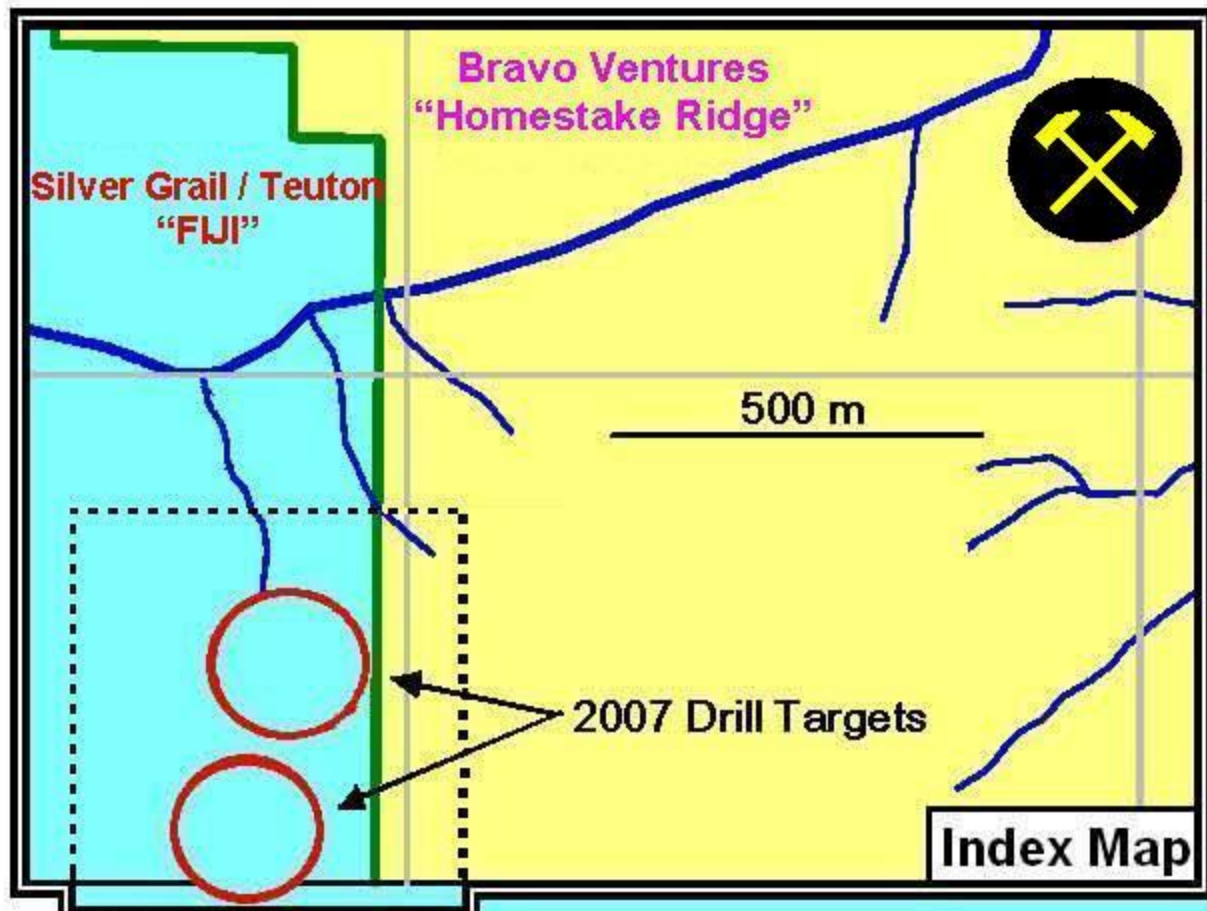 Bravo Ventures
“Homestake Ridge”
Silver Grail / Teuton
“FIJI”
500 m
2007 Drill Targets
Index Map